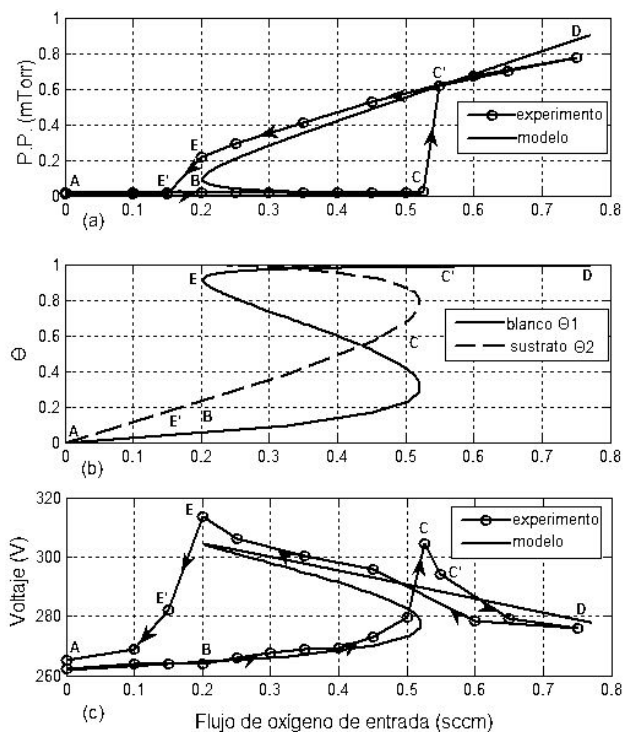 P.P. (mTorr)
1
0.8
0.6
0.4
0.2
0
D
C'
E
A
E'
B
C
experimento
modelo
0 0.1 0.2 0.3 0.4 0.5 0.6 0.7 0.8
(a)
Θ
1
0.8
0.6
0.4
0.2
0
E
C'
D
C
A
E'
B
blanco Θ1
sustrato Θ2
0 0.1 0.2 0.3 0.4 0.5 0.6 0.7 0.8
(b)
Voltaje (V)
320
300
280
260
E
C
C'
E'
D
A
B
experimento
modelo
0 0.1 0.2 0.3 0.4 0.5 0.6 0.7 0.8
(c)
Flujo de oxígeno de entrada (sccm)